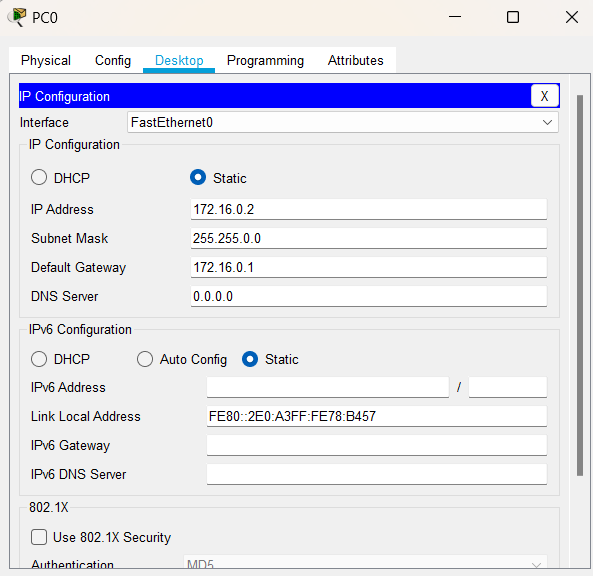 PC0
Physical Config Desktop Programming Attributes
IP Configuration X
Interface FastEthernet0
IP Configuration
DHCP Static
IP Address 172.16.0.2
Subnet Mask 255.255.0.0
Default Gateway 172.16.0.1
DNS Server 0.0.0.0
IPv6 Configuration
DHCP Auto Config Static
IPv6 Address /
Link Local Address FE80::2E0:A3FF:FE78:B457
IPv6 Gateway
IPv6 DNS Server
802.1X
Use 802.1X Security
Authentication MD5